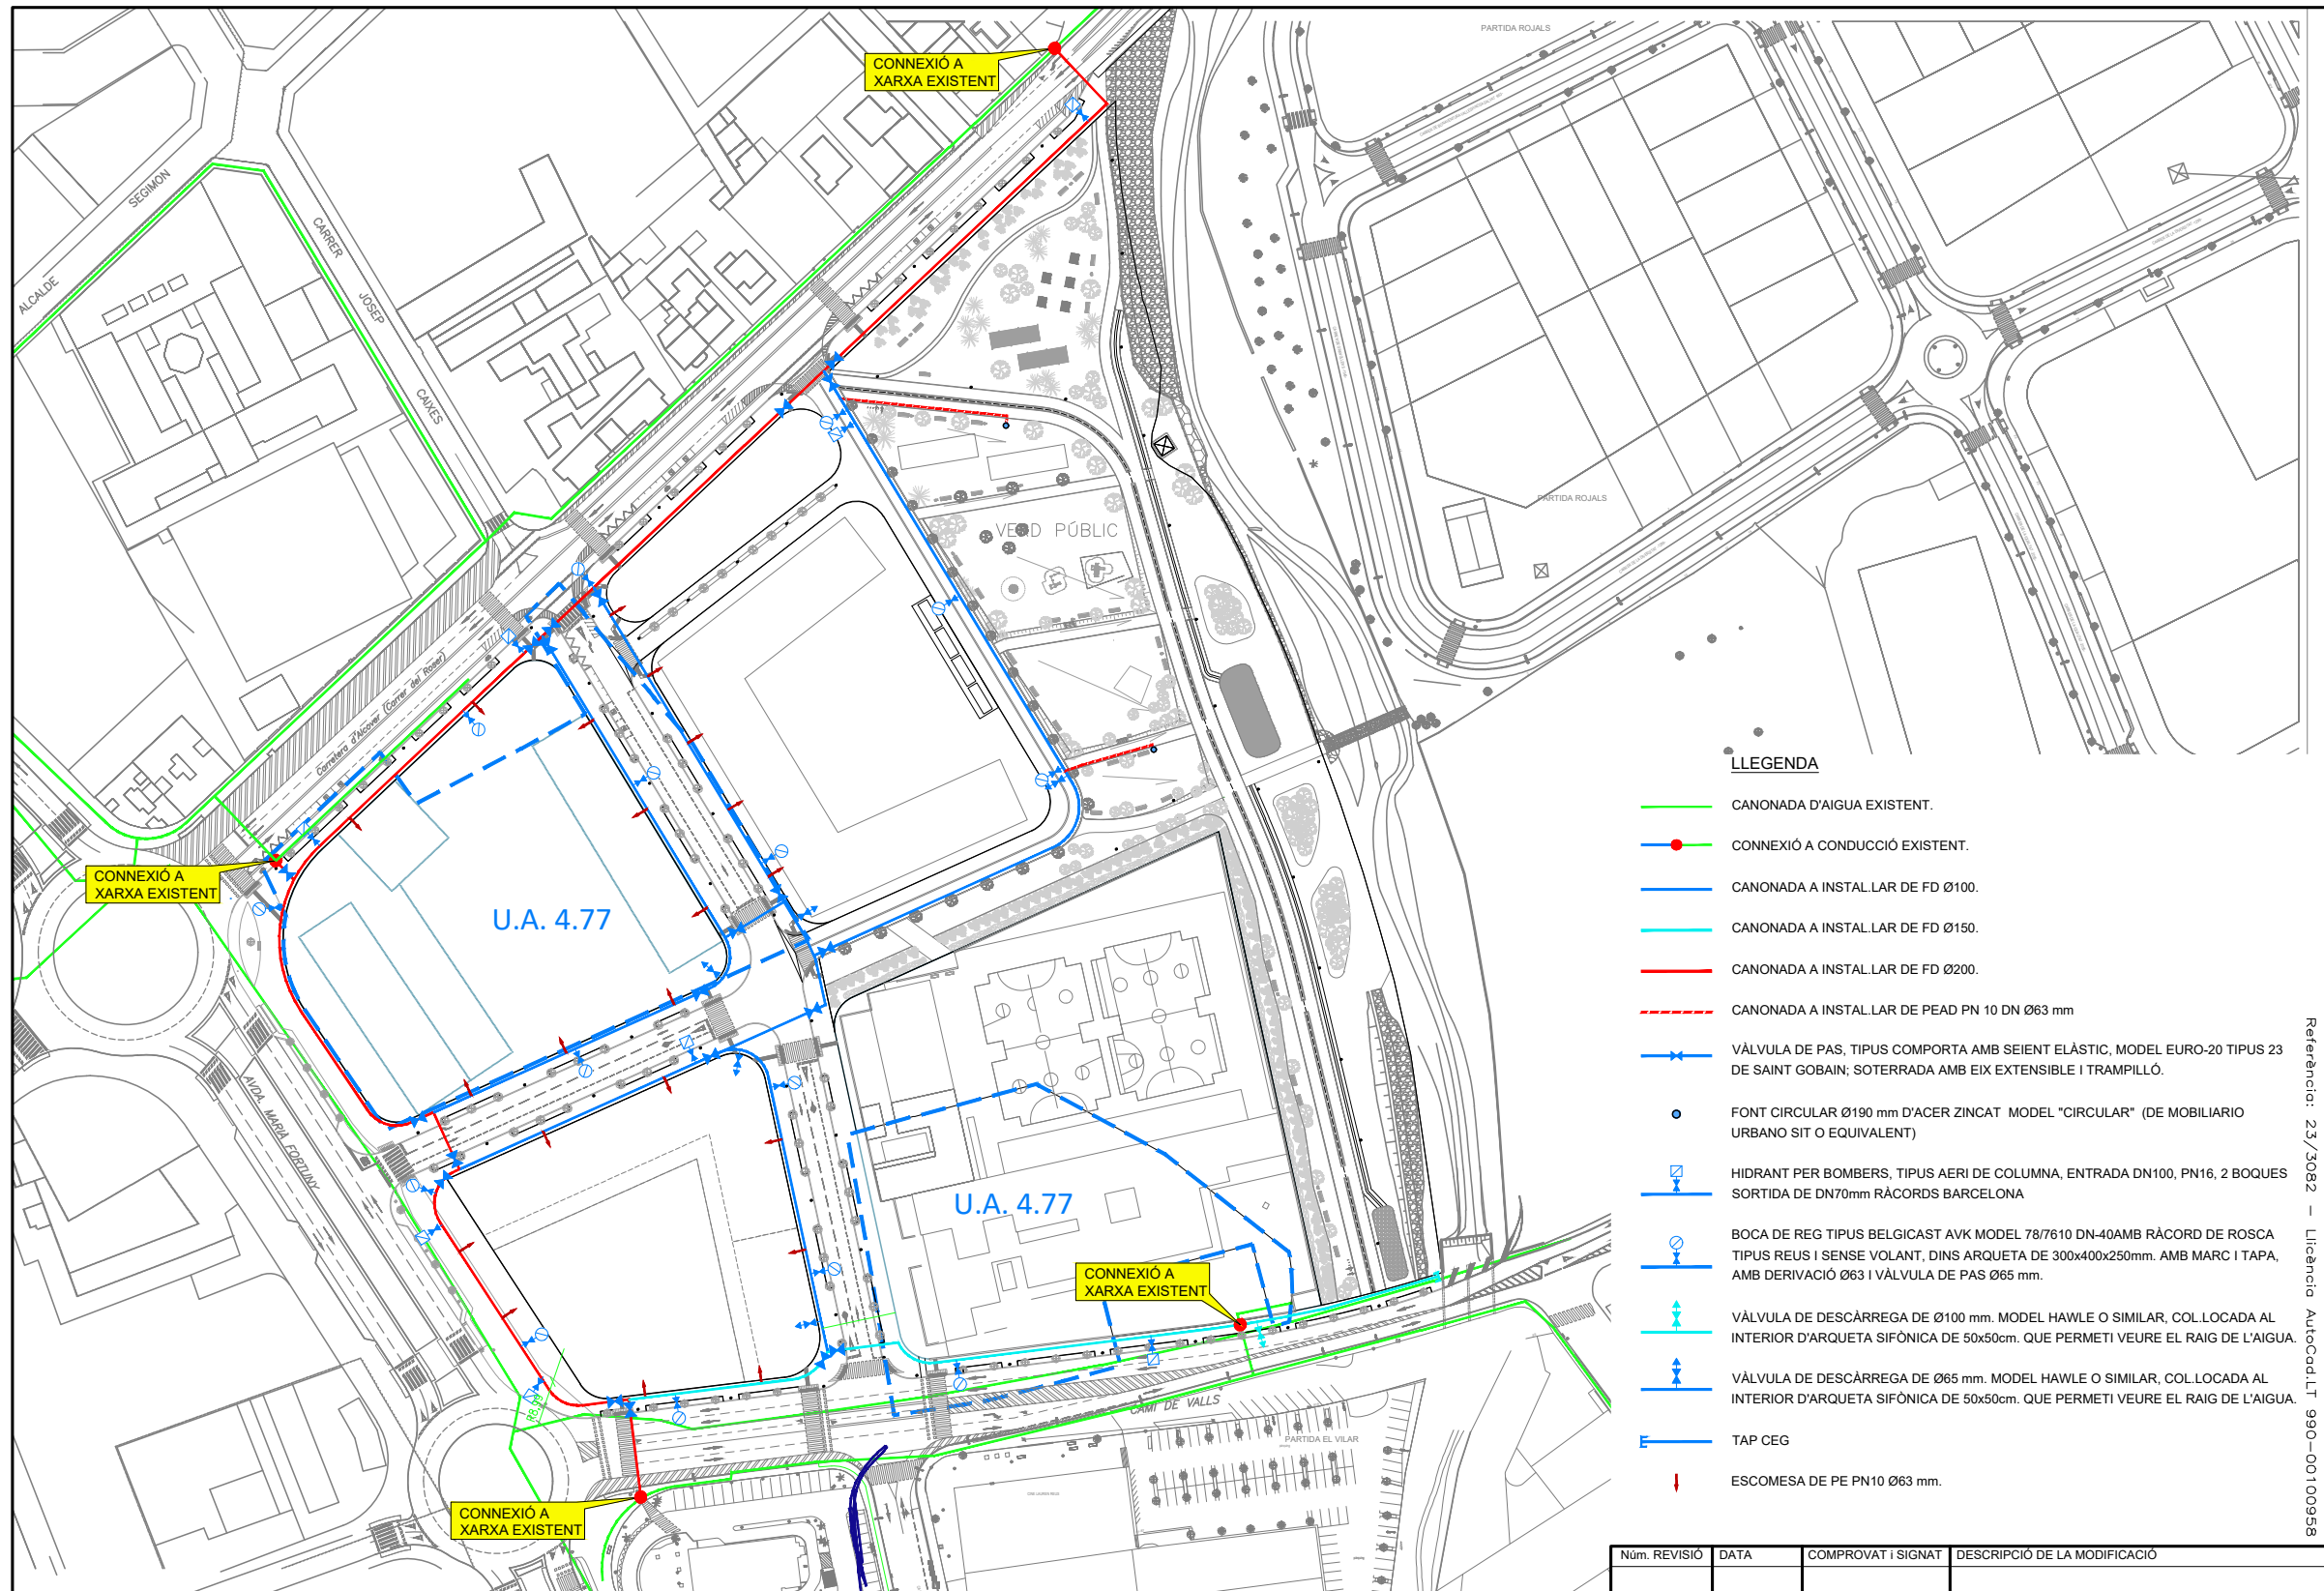 PARTIDA ROJALS
CONNEXIÓ A
XARXA EXISTENT
SEGIMON
ALCALDE
CARRER
JOSEP
CAIXES
PARTIDA ROJALS
VERD PÚBLIC
Carretera d'Alcover (Carrer del Roser)
CONNEXIÓ A
XARXA EXISTENT
U.A. 4.77
AVDA. MARIA FORTUNY
U.A. 4.77
CONNEXIÓ A
XARXA EXISTENT
CAMÍ DE VALLS
PARTIDA EL VILAR
CONNEXIÓ A
XARXA EXISTENT
LLEGENDA
CANONADA D'AIGUA EXISTENT.
CONNEXIÓ A CONDUCCIÓ EXISTENT.
CANONADA A INSTAL.LAR DE FD Ø100.
CANONADA A INSTAL.LAR DE FD Ø150.
CANONADA A INSTAL.LAR DE FD Ø200.
CANONADA A INSTAL.LAR DE PEAD PN 10 DN Ø63 mm
VÀLVULA DE PAS, TIPUS COMPORTA AMB SEIENT ELÀSTIC, MODEL EURO-20 TIPUS 23
DE SAINT GOBAIN; SOTERRADA AMB EIX EXTENSIBLE I TRAMPILLÓ.
FONT CIRCULAR Ø190 mm D'ACER ZINCAT MODEL "CIRCULAR" (DE MOBILIARIO
URBANO SIT O EQUIVALENT)
HIDRANT PER BOMBERS, TIPUS AERI DE COLUMNA, ENTRADA DN100, PN16, 2 BOQUES
SORTIDA DE DN70mm RÀCORDS BARCELONA
BOCA DE REG TIPUS BELGICAST AVK MODEL 78/7610 DN-40AMB RÀCORD DE ROSCA
TIPUS REUS I SENSE VOLANT, DINS ARQUETA DE 300x400x250mm. AMB MARC I TAPA,
AMB DERIVACIÓ Ø63 I VÀLVULA DE PAS Ø65 mm.
VÀLVULA DE DESCÀRREGA DE Ø100 mm. MODEL HAWLE O SIMILAR, COL.LOCADA AL
INTERIOR D'ARQUETA SIFÒNICA DE 50x50cm. QUE PERMETI VEURE EL RAIG DE L'AIGUA.
VÀLVULA DE DESCÀRREGA DE Ø65 mm. MODEL HAWLE O SIMILAR, COL.LOCADA AL
INTERIOR D'ARQUETA SIFÒNICA DE 50x50cm. QUE PERMETI VEURE EL RAIG DE L'AIGUA.
TAP CEG
ESCOMESA DE PE PN10 Ø63 mm.
Referència: 23/3082 - Llicència AutoCad.LT 990-00100958
Núm. REVISIÓ DATA COMPROVAT i SIGNAT DESCRIPCIÓ DE LA MODIFICACIÓ